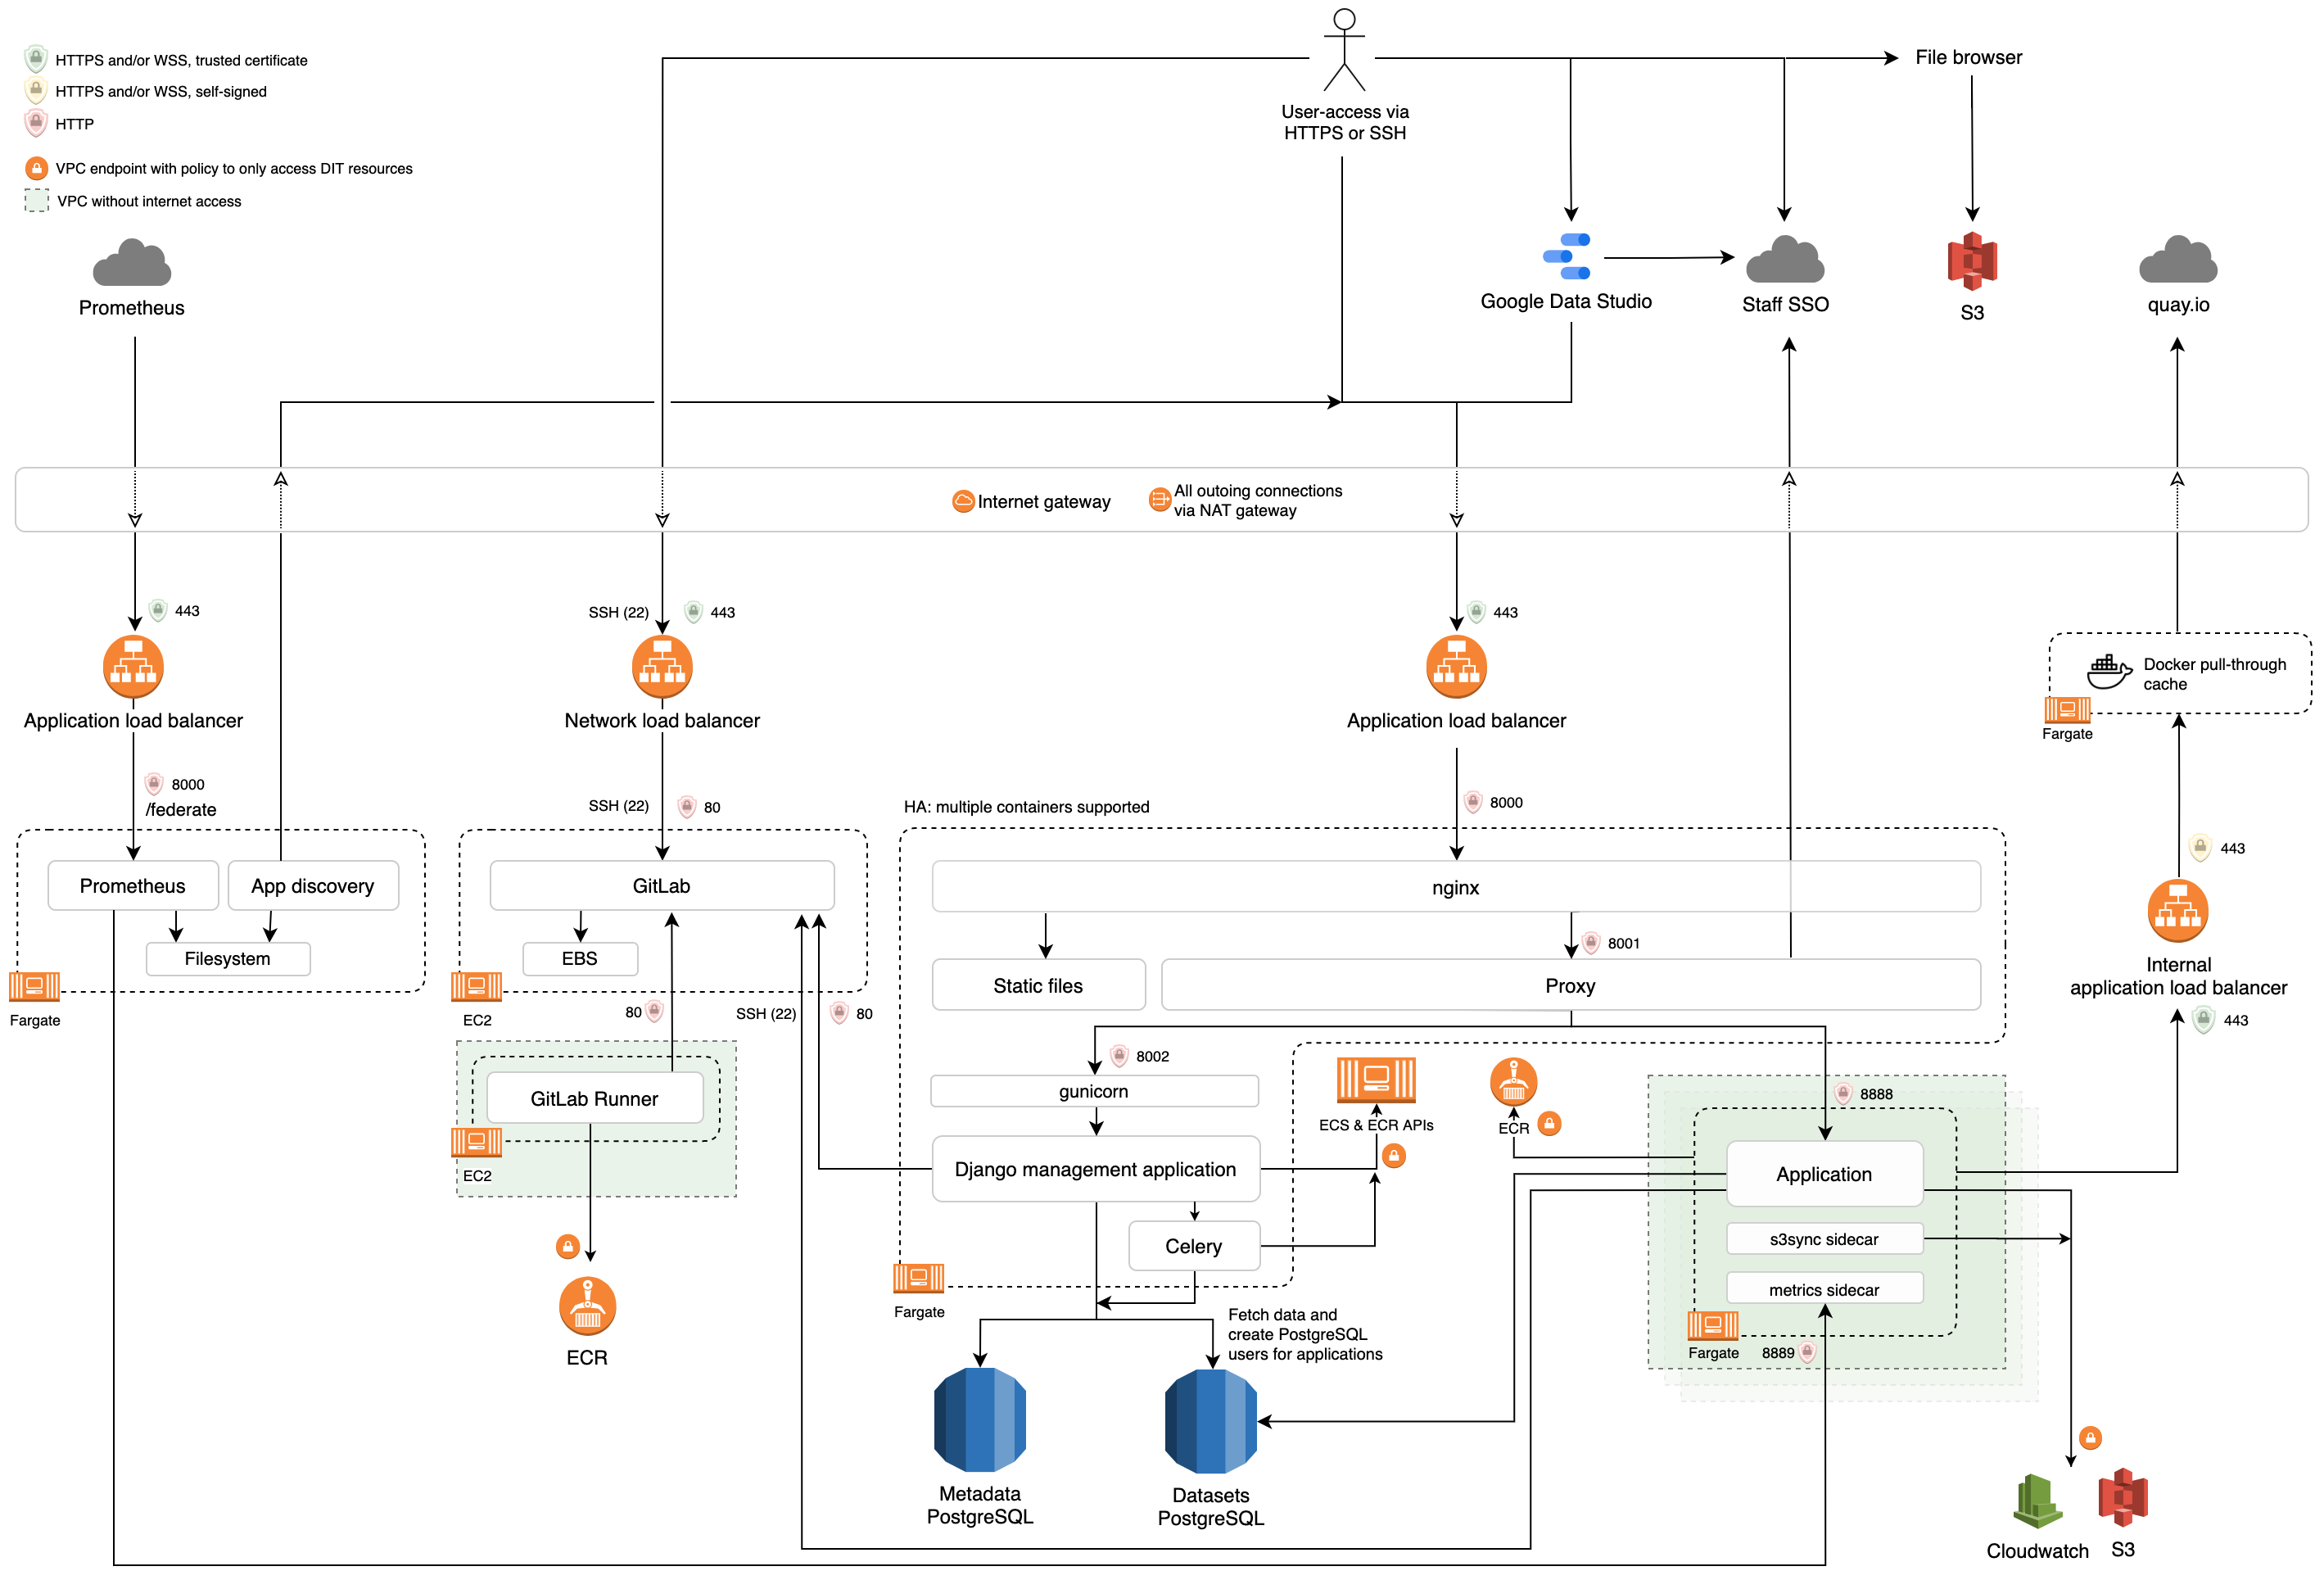 HTTPS and/or WSS, trusted certificate
HTTPS and/or WSS, self-signed
HTTP
VPC endpoint with policy to only access DIT resources
VPC without internet access
User-access via
HTTPS or SSH
File browser
Prometheus
Google Data Studio
Staff SSO
S3
quay.io
Internet gateway
All outoing connections
via NAT gateway
443
SSH (22)
443
443
Application load balancer
Network load balancer
Application load balancer
Docker pull-through
cache
Fargate
8000
/federate
SSH (22)
80
HA: multiple containers supported
8000
443
Prometheus
App discovery
Filesystem
Fargate
GitLab
EBS
EC2
nginx
8001
Static files
Proxy
Internal
application load balancer
443
80
SSH (22)
80
8002
GitLab Runner
EC2
gunicorn
ECS & ECR APIs
ECR
8888
Django management application
Application
Celery
s3sync sidecar
metrics sidecar
Fargate
8889
Fargate
ECR
Fetch data and
create PostgreSQL
users for applications
Metadata
PostgreSQL
Datasets
PostgreSQL
Cloudwatch
S3